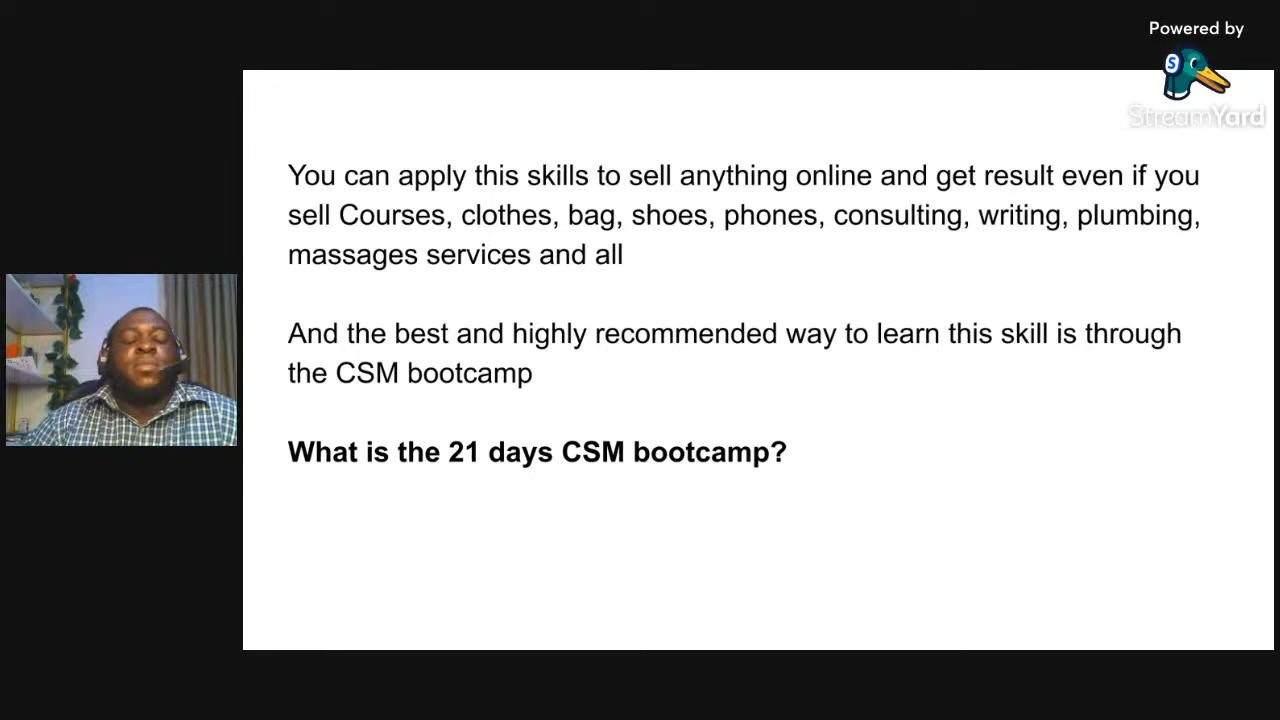 Powered by
S
StreamYard
You can apply this skills to sell anything online and get result even if you
sell Courses, clothes, bag, shoes, phones, consulting, writing, plumbing,
massages services and all
And the best and highly recommended way to learn this skill is through
the CSM bootcamp
What is the 21 days CSM bootcamp?